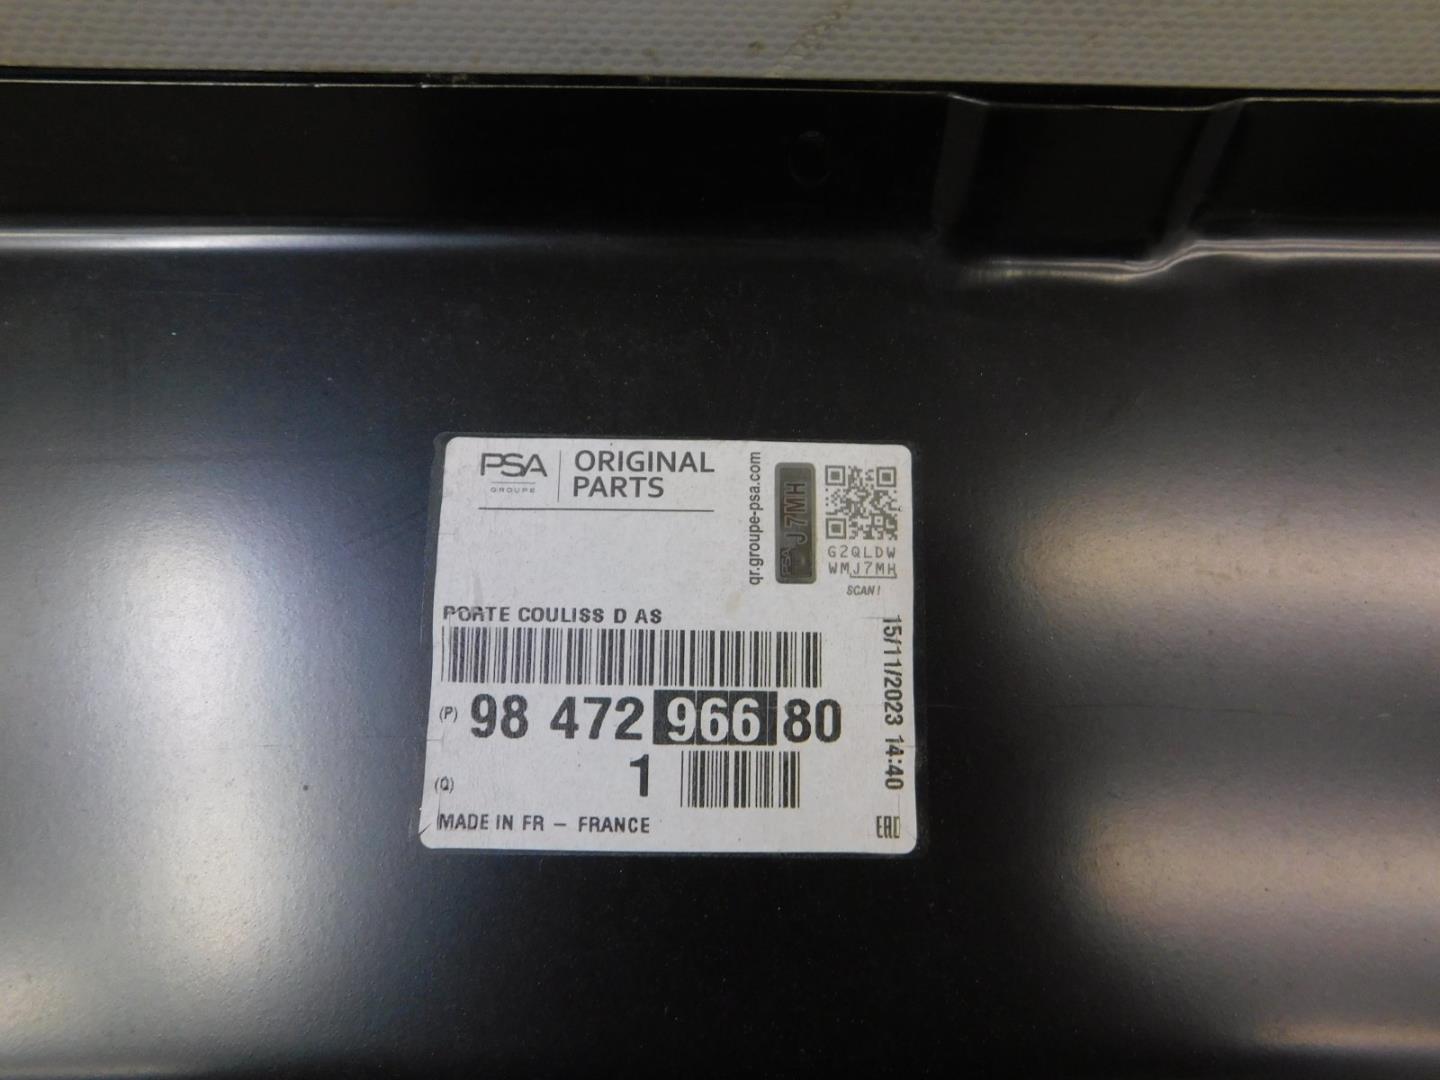 PSA
GROUPE
ORIGINAL
PARTS
qr.groupe-psa.com
PSA
J7MH
G2QLDW
WMJ7MH
SCAN!
PORTE COULISS D AS
15/11/2023 14:40
(P) 98 472 966 80
(Q) 1
MADE IN FR - FRANCE
EAC